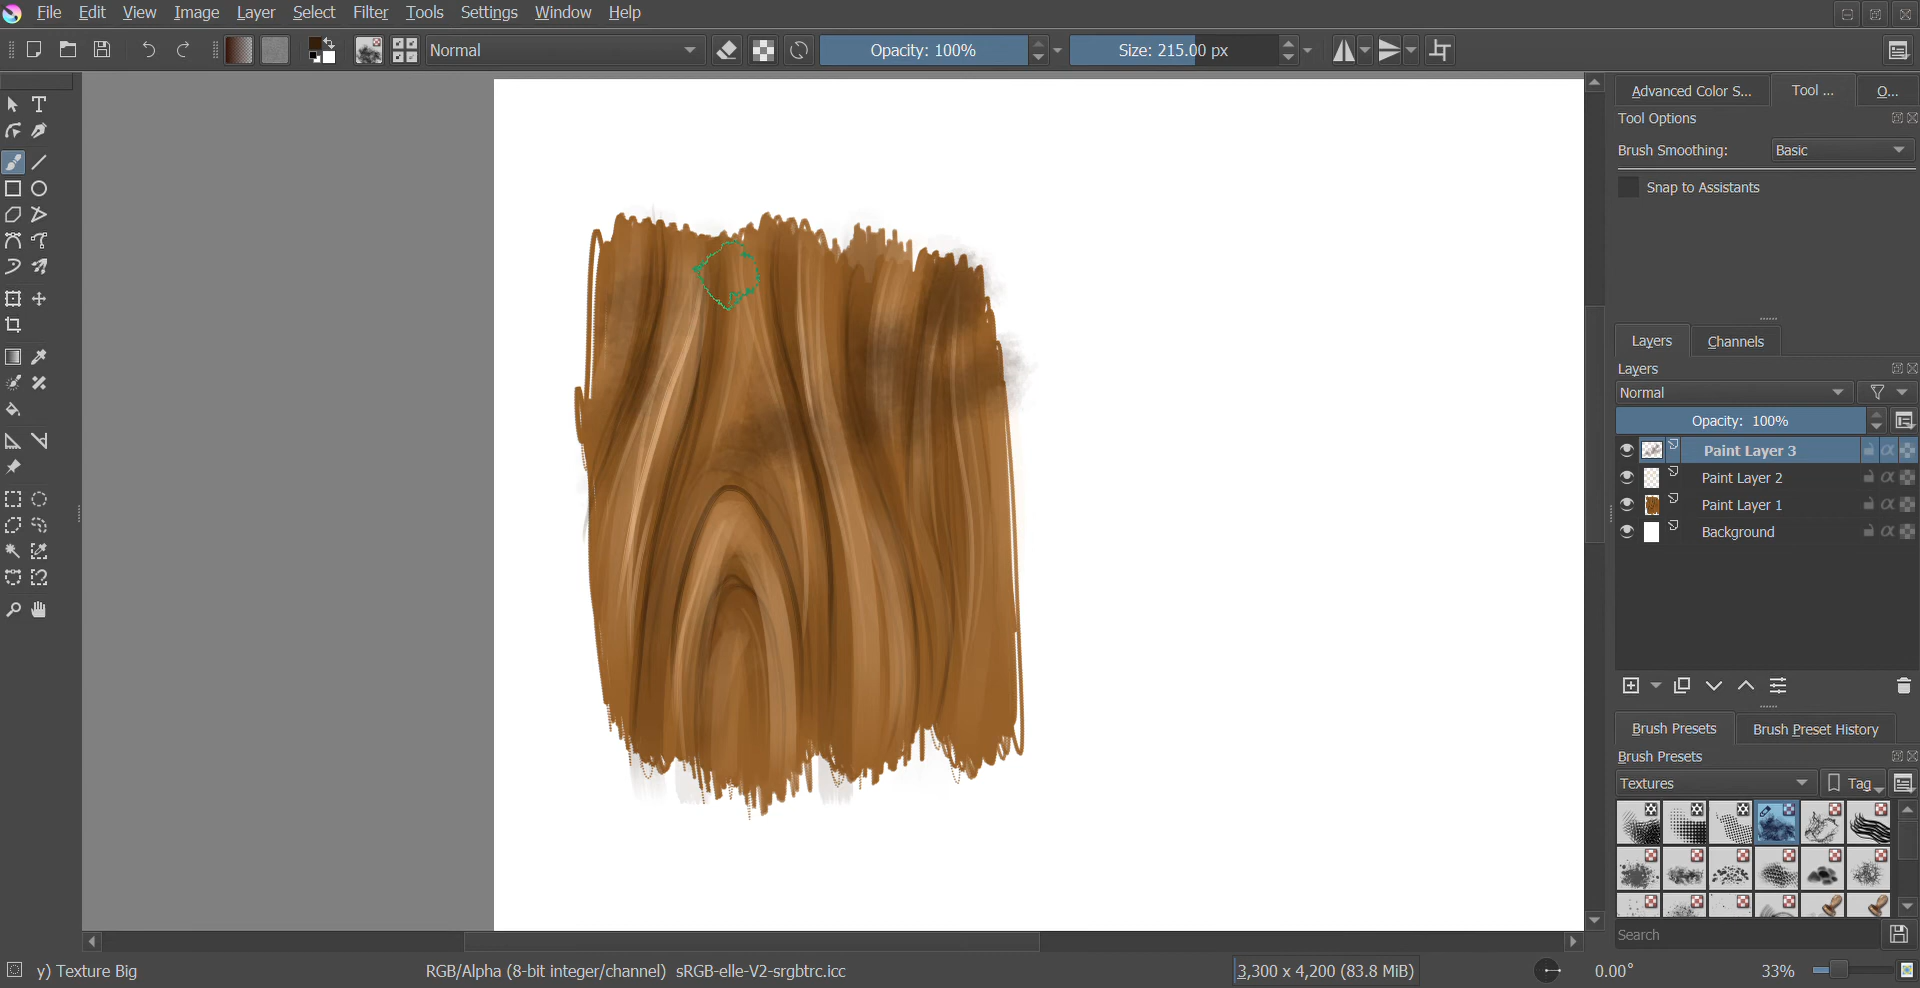 File Edit View Image Layer Select Filter Tools Settings Window Help
Normal Opacity: 100% Size: 215.00 px
Advanced Color S... Tool ... O...
Tool Options
Brush Smoothing: Basic
Snap to Assistants
Layers Channels
Layers
Normal
Opacity: 100%
Paint Layer 3
Paint Layer 2
Paint Layer 1
Background
Brush Presets Brush Preset History
Brush Presets
Textures Tag
Search
y) Texture Big RGB/Alpha (8-bit integer/channel) sRGB-elle-V2-srgbtrc.icc 3,300 x 4,200 (83.8 MiB) 0.00° 33%